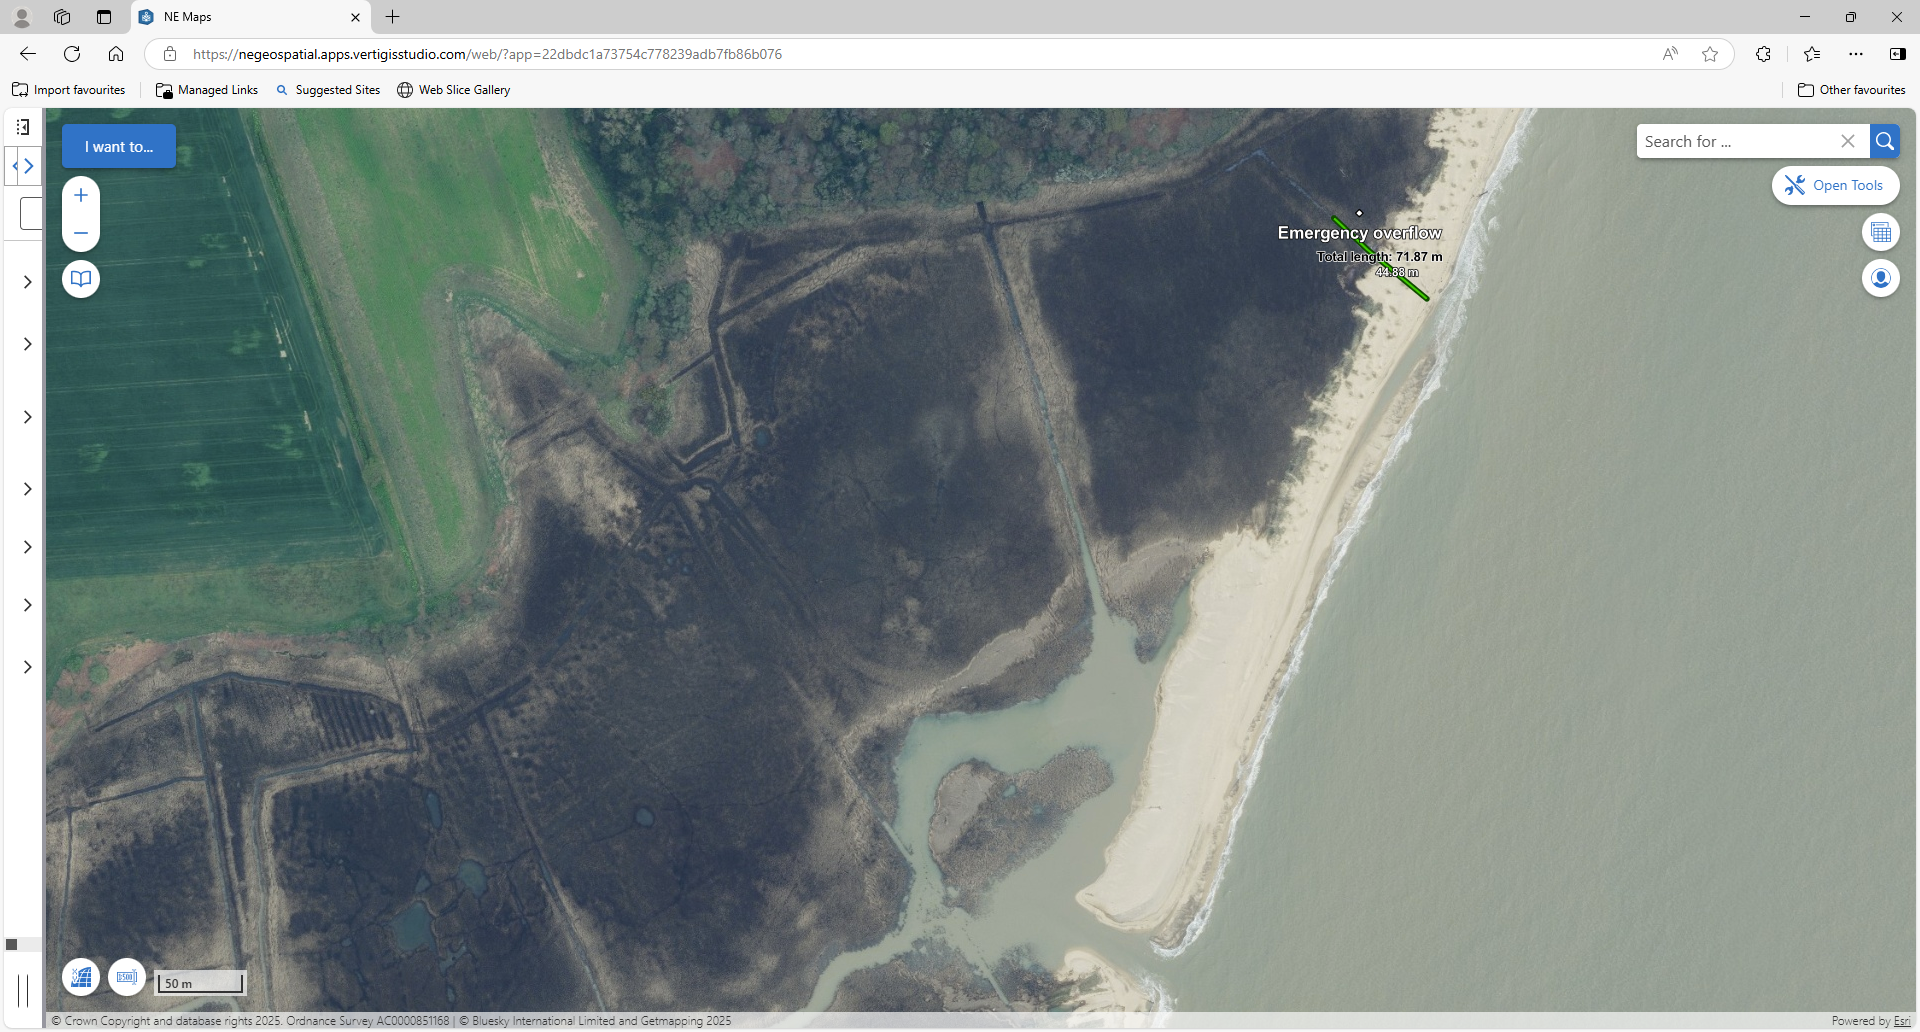 NE Maps
https://negeospatial.apps.vertigisstudio.com/web/?app=22dbdc1a73754c778239adb7fb86b076
Import favourites
Managed Links
Suggested Sites
Web Slice Gallery
Other favourites
I want to...
Search for ...
Open Tools
Emergency overflow
Total length: 71.87 m
44.88 m
50 m
© Crown Copyright and database rights 2025. Ordnance Survey AC0000851168 | © Bluesky International Limited and Getmapping 2025
Powered by Esri